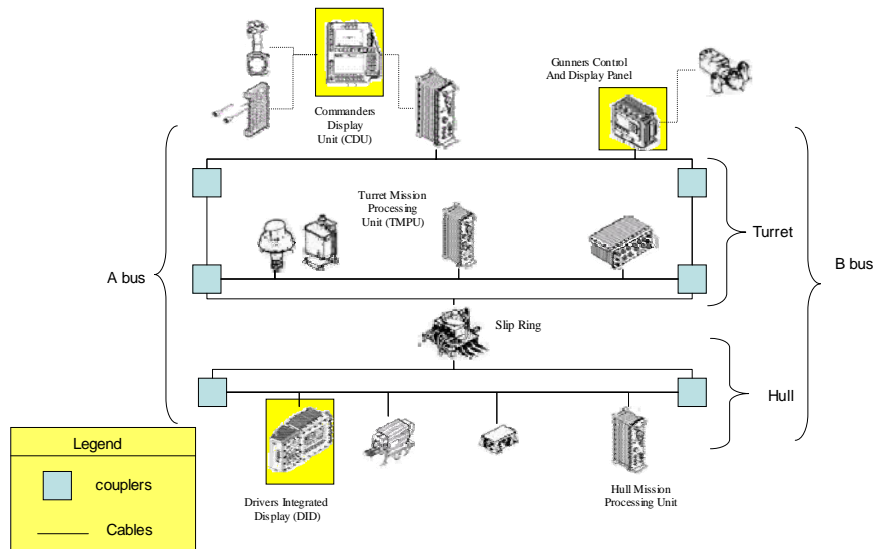 Gunners Control
And Display Panel
Commanders
Display
Unit (CDU)
Turret Mission
Processing
Unit (TMPU)
Turret
A bus
B bus
Slip Ring
Hull
Legend
couplers
Cables
Drivers Integrated
Display (DID)
Hull Mission
Processing Unit